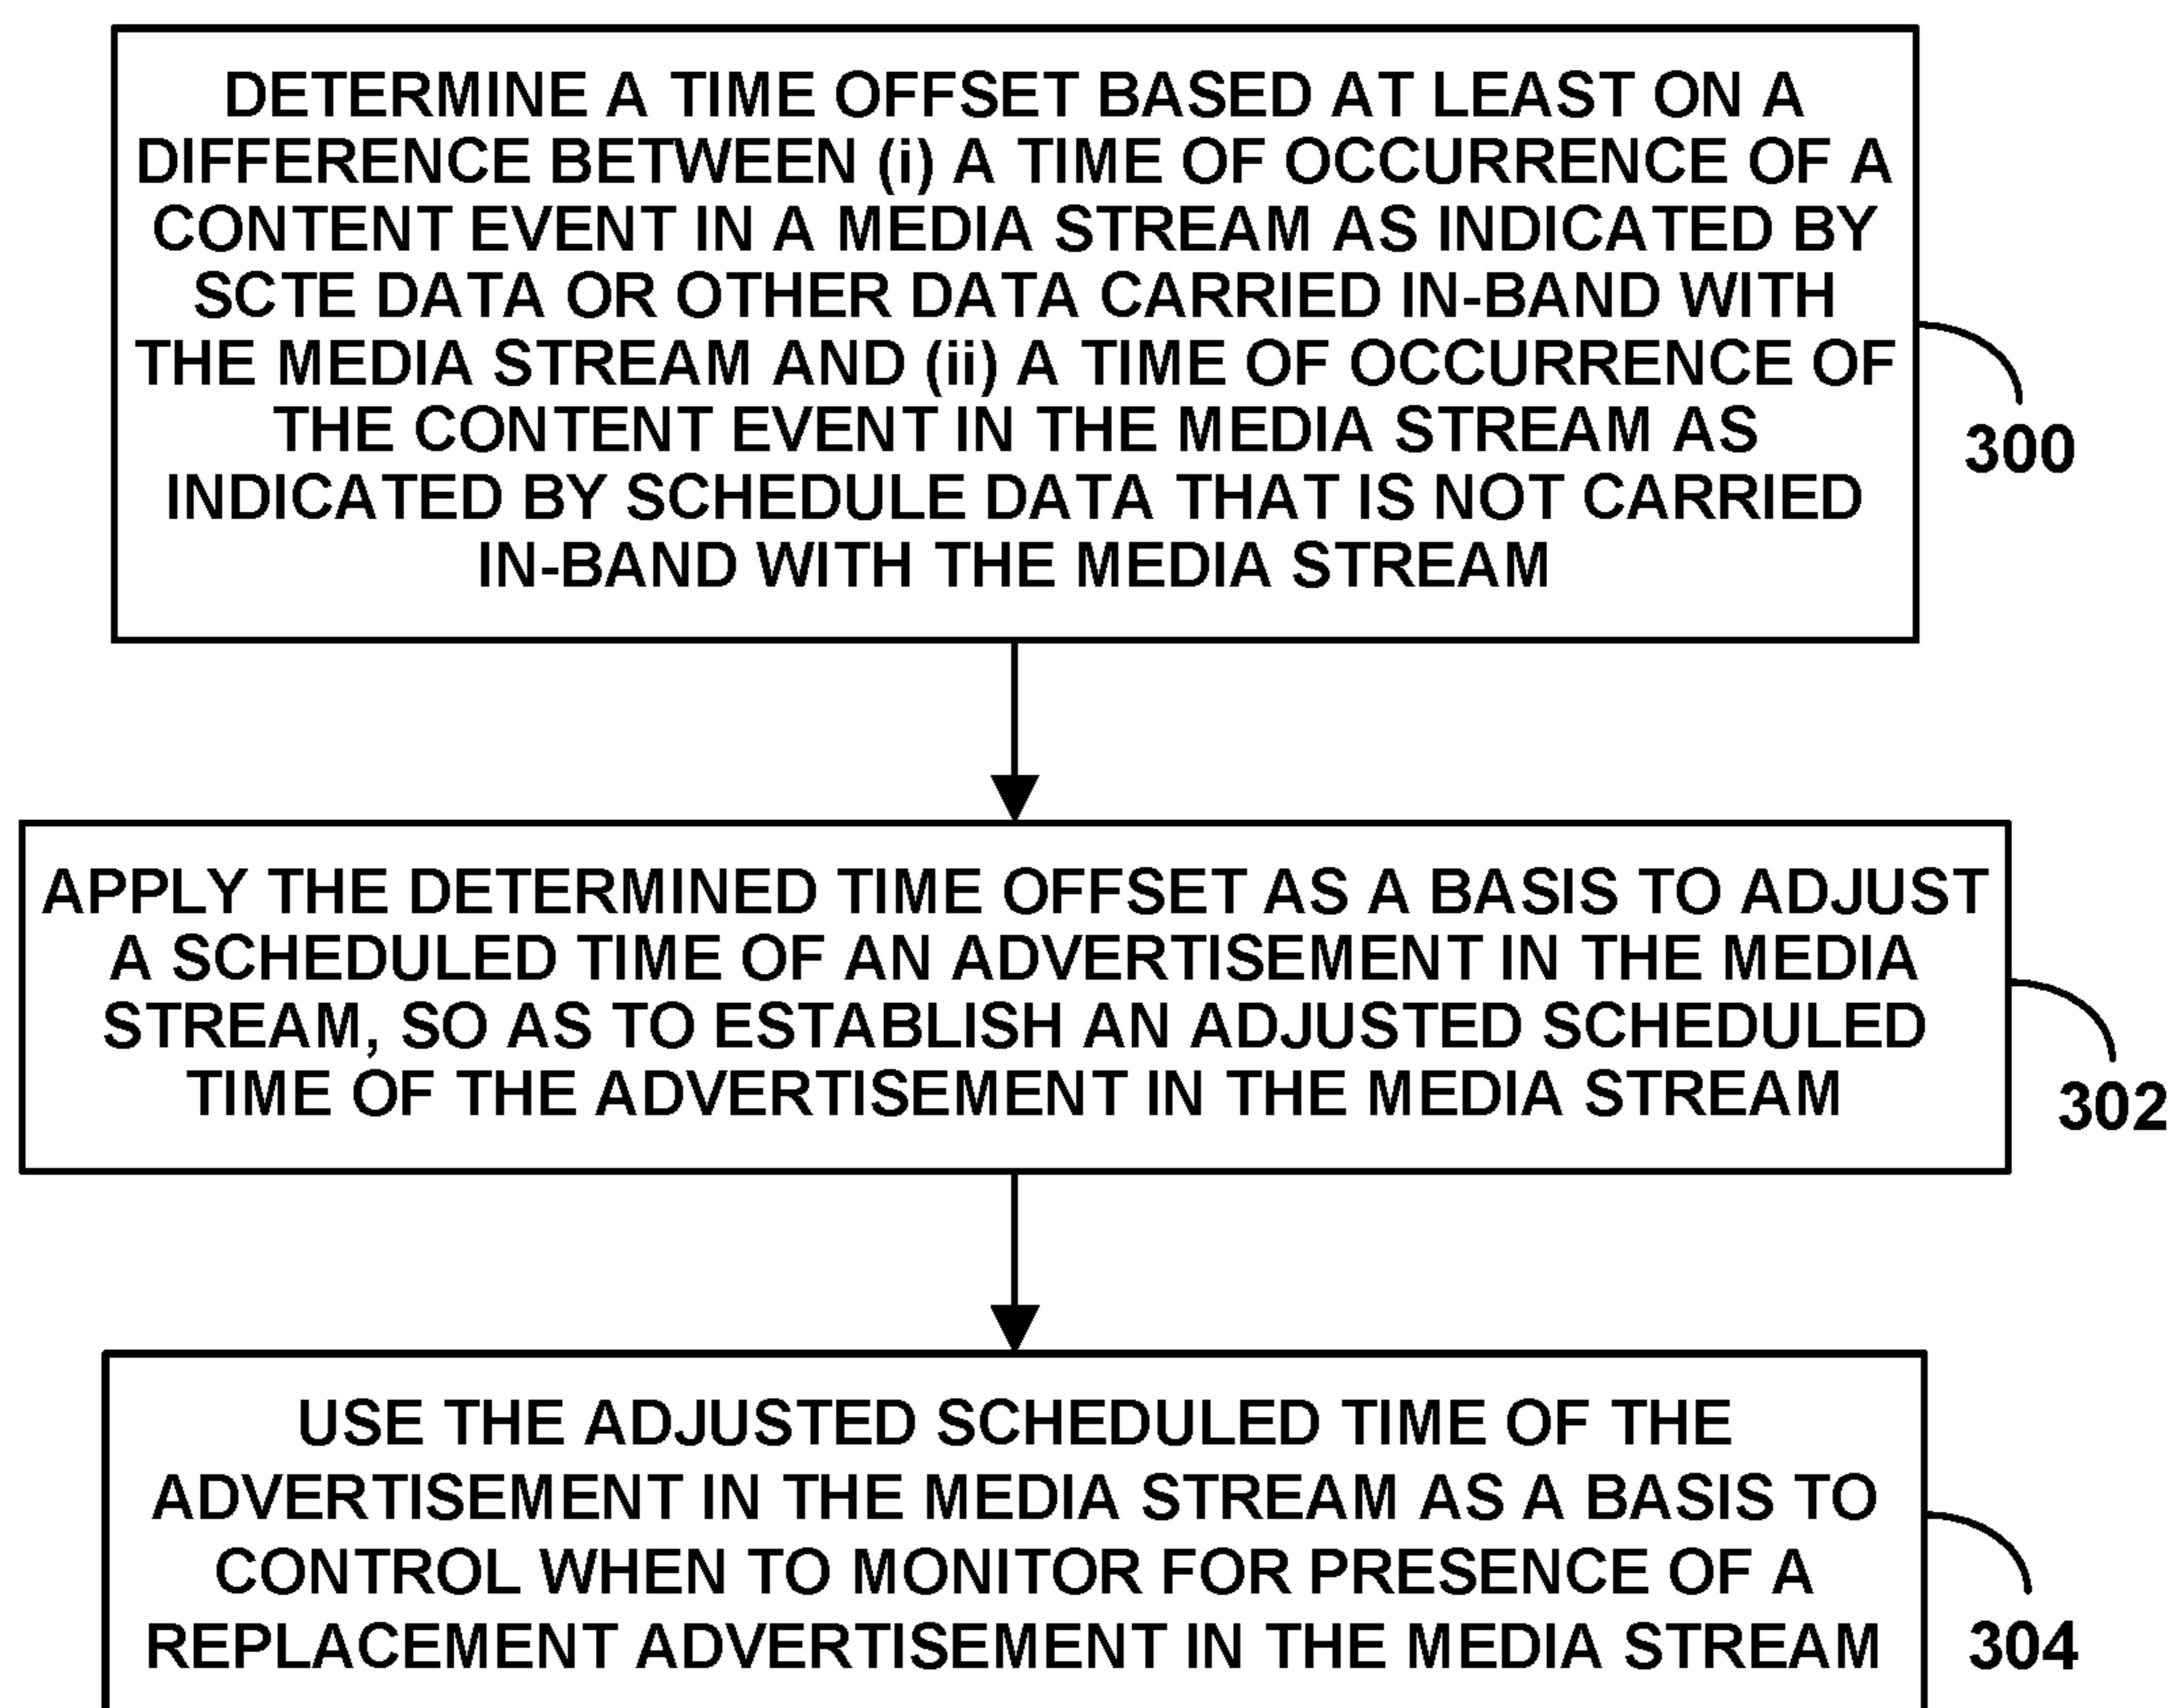 DETERMINE A TIME OFFSET BASED AT LEAST ON A
DIFFERENCE BETWEEN (i) A TIME OF OCCURRENCE OF A
CONTENT EVENT IN A MEDIA STREAM AS INDICATED BY
SCTE DATA OR OTHER DATA CARRIED IN-BAND WITH
THE MEDIA STREAM AND (ii) A TIME OF OCCURRENCE OF
THE CONTENT EVENT IN THE MEDIA STREAM AS
INDICATED BY SCHEDULE DATA THAT IS NOT CARRIED
IN-BAND WITH THE MEDIA STREAM
300
APPLY THE DETERMINED TIME OFFSET AS A BASIS TO ADJUST
A SCHEDULED TIME OF AN ADVERTISEMENT IN THE MEDIA
STREAM, SO AS TO ESTABLISH AN ADJUSTED SCHEDULED
TIME OF THE ADVERTISEMENT IN THE MEDIA STREAM
302
USE THE ADJUSTED SCHEDULED TIME OF THE
ADVERTISEMENT IN THE MEDIA STREAM AS A BASIS TO
CONTROL WHEN TO MONITOR FOR PRESENCE OF A
REPLACEMENT ADVERTISEMENT IN THE MEDIA STREAM
304